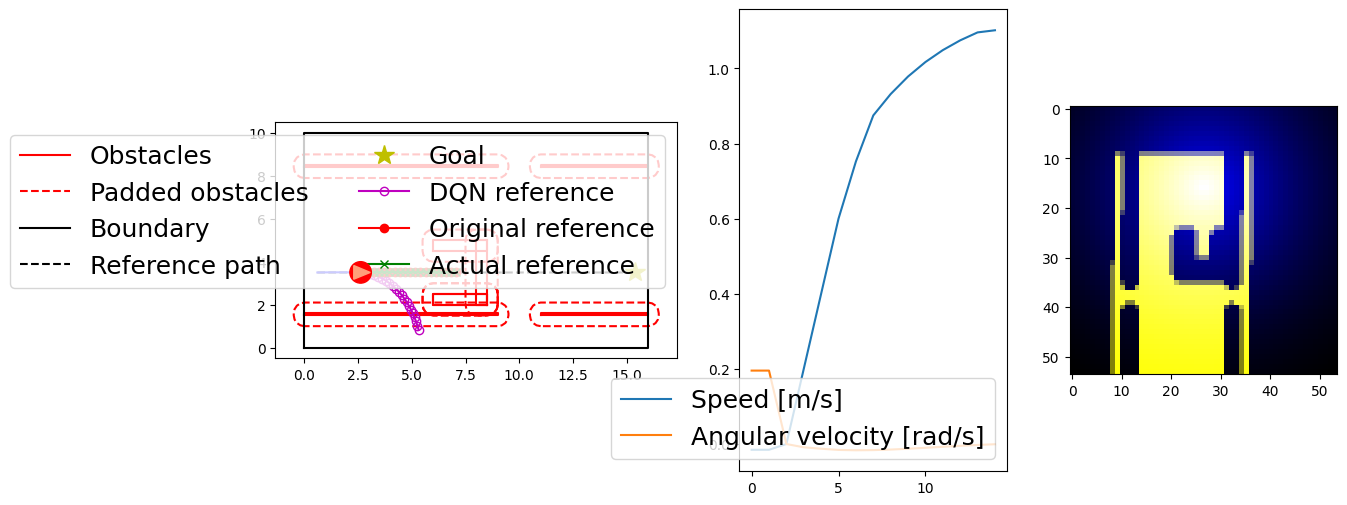 Obstacles
Padded obstacles
Boundary
Reference path
Goal
DQN reference
Original reference
Actual reference
10
8
6
4
2
0
0.0 2.5 5.0 7.5 10.0 12.5 15.0
1.0
0.8
0.6
0.4
0.2
0.0
Speed [m/s]
Angular velocity [rad/s]
0 5 10
0
10
20
30
40
50
0 10 20 30 40 50